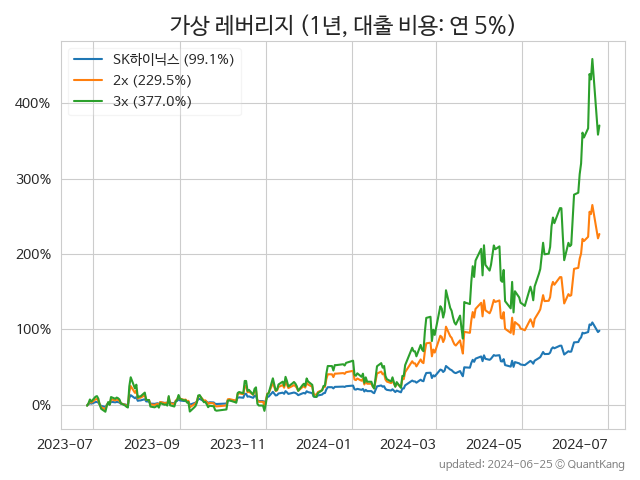 가상 레버리지 (1년, 대출 비용: 연 5%)
SK하이닉스 (99.1%)
2x (229.5%)
3x (377.0%)
400%
300%
200%
100%
0%
2023-07 2023-09 2023-11 2024-01 2024-03 2024-05 2024-07
updated: 2024-06-25 © QuantKang